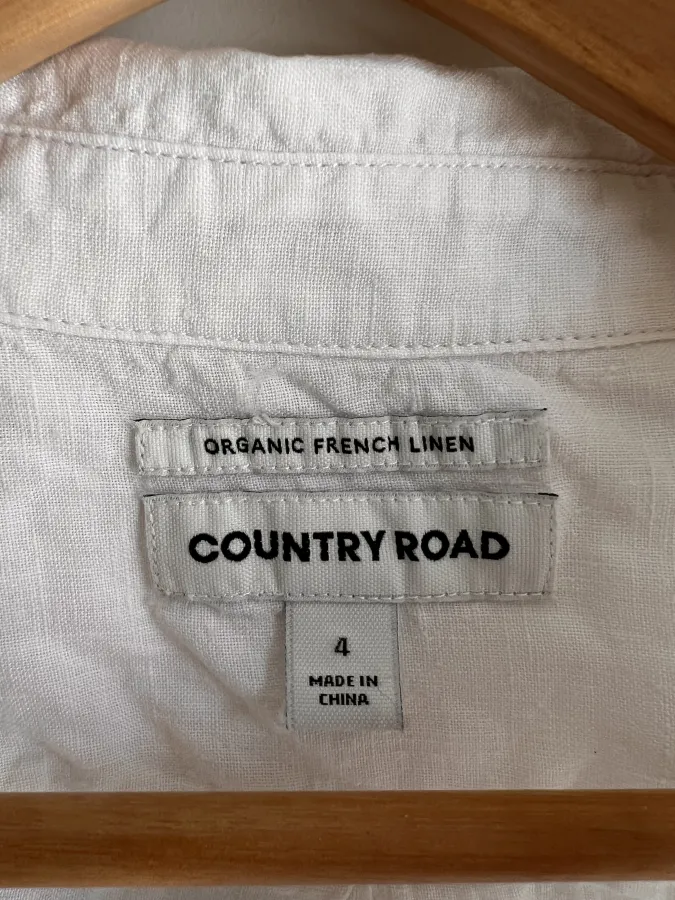 ORGANIC FRENCH LINEN
COUNTRY ROAD
4
MADE IN
CHINA